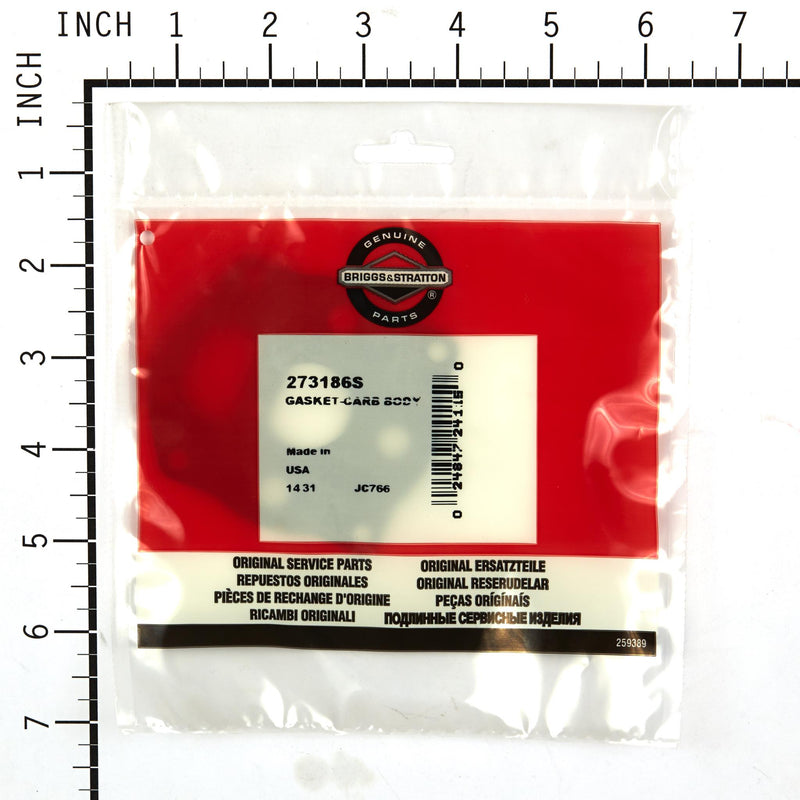 INCH 1 2 3 4 5 6 7
INCH
1
2
3
4
5
6
7
GENUINE
BRIGGS&STRATTON
®
PARTS
273186S
GASKET-CARB BODY
Made in
USA
1431 JC766
0 24847 24115 0
ORIGINAL SERVICE PARTS ORIGINAL ERSATZTEILE
REPUESTOS ORIGINALES ORIGINAL RESERUDELAR
PIÈCES DE RECHANGE D'ORIGINE PEÇAS ORÍGÍNAÍS
RICAMBI ORIGINALI ПОДЛИННЫЕ СЕРВИСНЫЕ ИЗДЕЛИЯ
259389